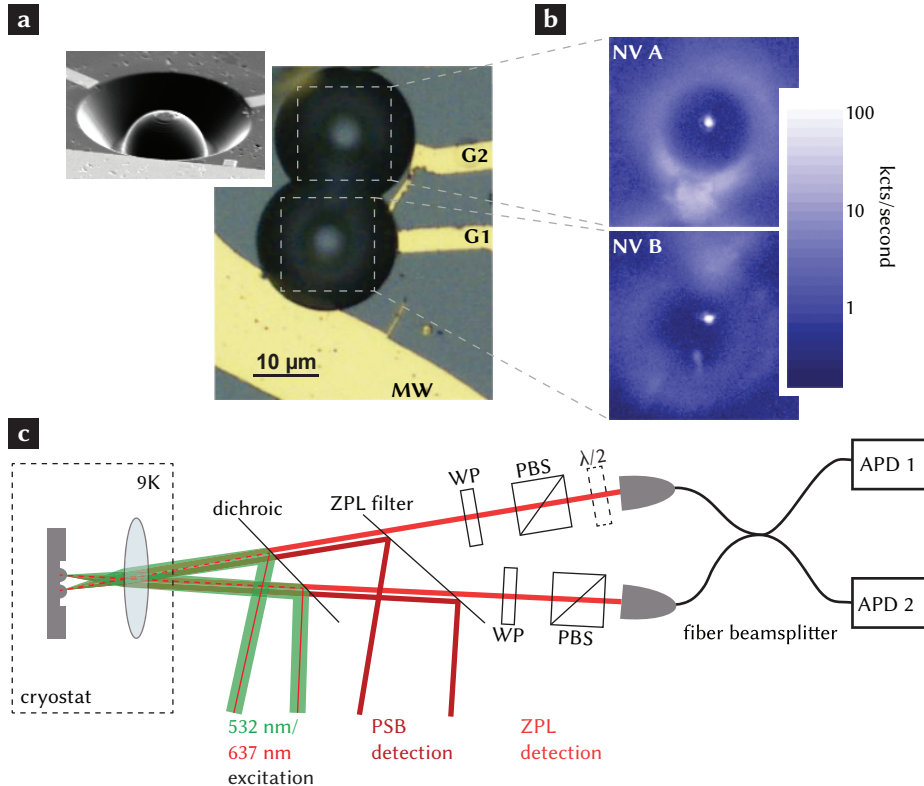 a
G2
G1
10 µm
MW
b
NV A
NV B
100
10
1
kcts/second
c
9K
cryostat
dichroic
ZPL filter
WP
PBS
λ/2
WP
PBS
fiber beamsplitter
APD 1
APD 2
532 nm/
637 nm
excitation
PSB
detection
ZPL
detection